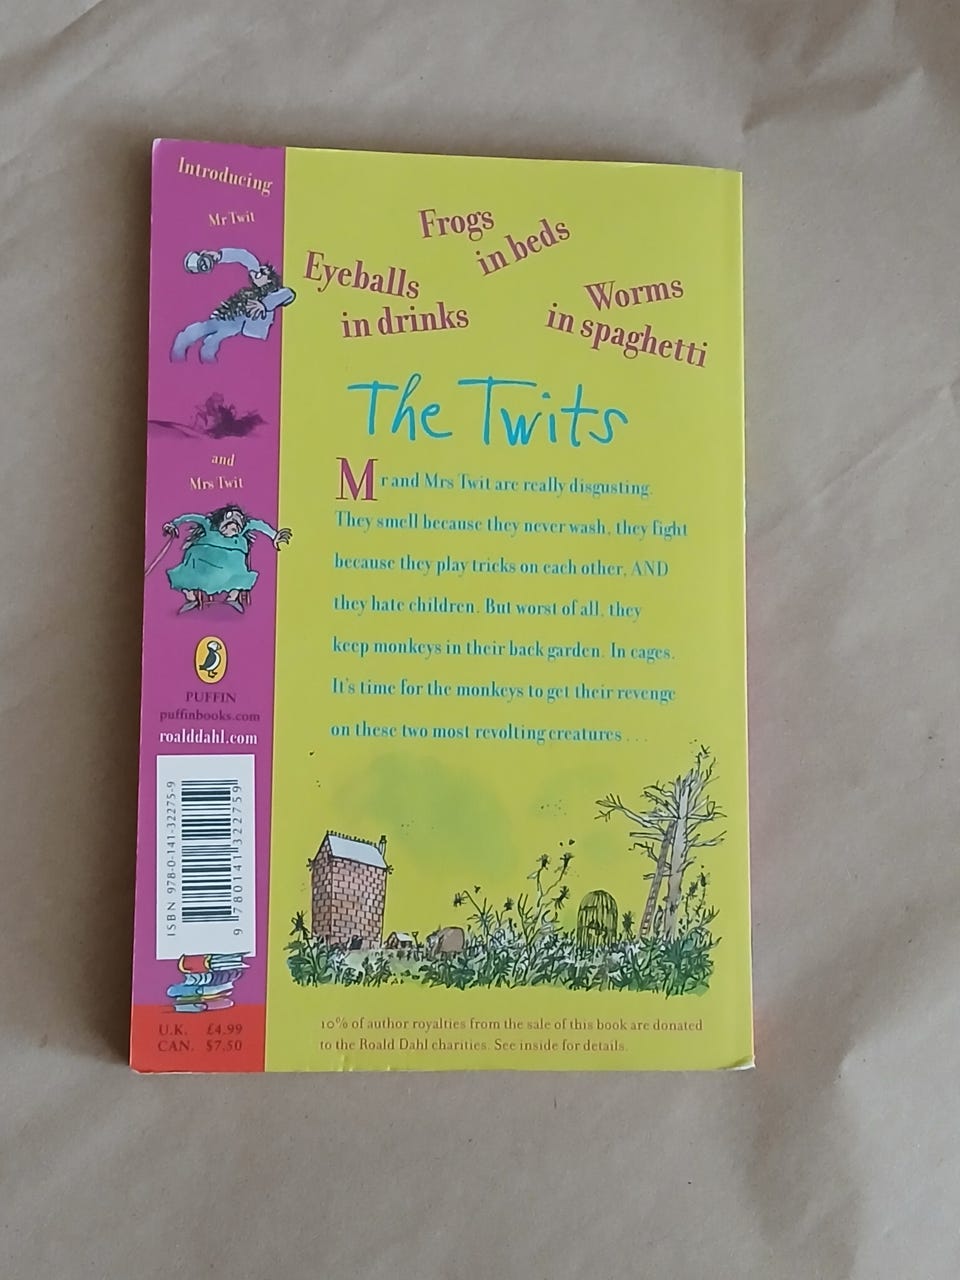 Introducing
Mr Twit
and
Mrs Twit
PUFFIN
puffinbooks.com
roalddahl.com
ISBN 978-0-141-32275-9
9 780141 322759
U.K. £4.99
CAN. $7.50
Frogs
in beds
Eyeballs
in drinks
Worms
in spaghetti
The Twits
Mr and Mrs Twit are really disgusting.
They smell because they never wash, they fight
because they play tricks on each other, AND
they hate children. But worst of all, they
keep monkeys in their back garden. In cages.
It's time for the monkeys to get their revenge
on these two most revolting creatures . . .
10% of author royalties from the sale of this book are donated
to the Roald Dahl charities. See inside for details.